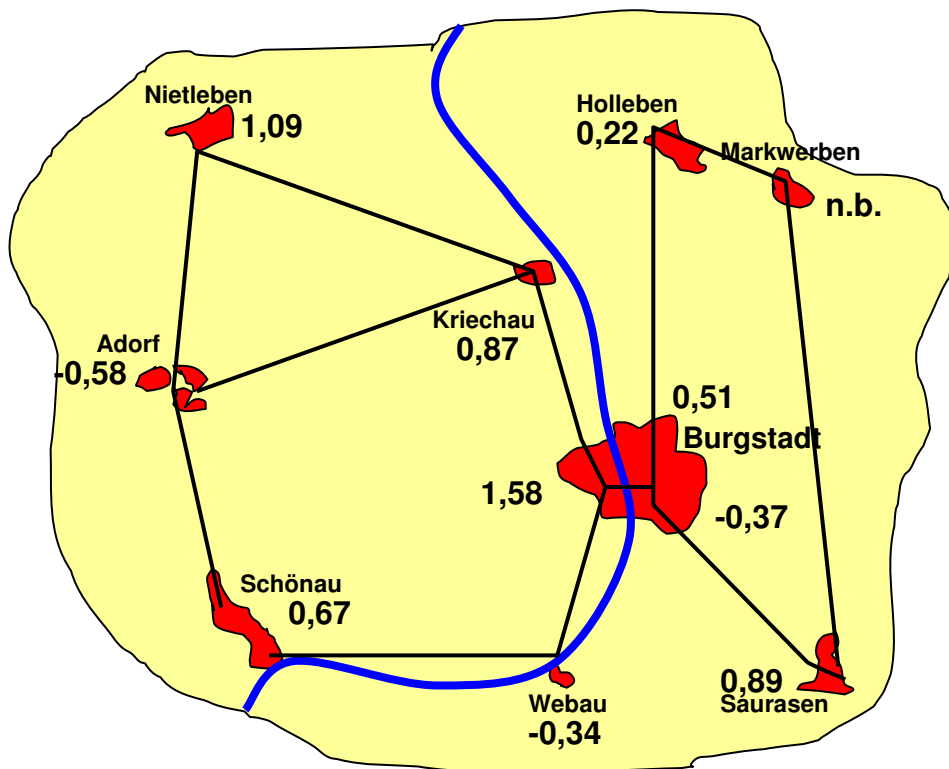 Nietleben
1,09
Holleben
0,22
Markwerben
n.b.
Kriechau
0,87
Adorf
-0,58
0,51
Burgstadt
1,58
-0,37
Schönau
0,67
0,89
Saurasen
Webau
-0,34